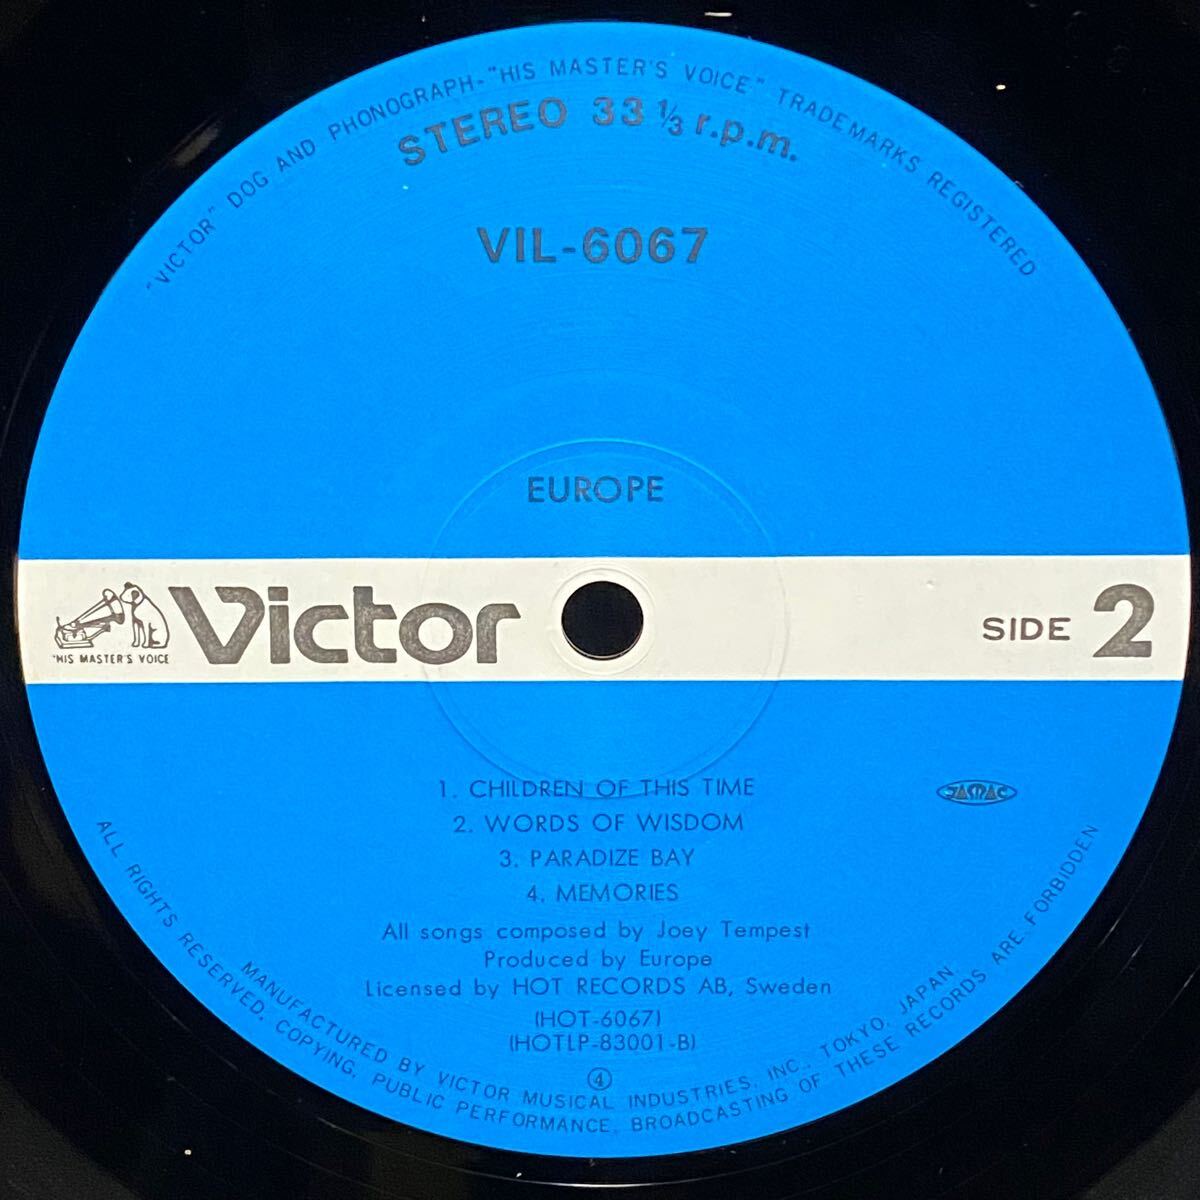 "VICTOR" DOG AND PHONOGRAPH-"HIS MASTER'S VOICE" TRADEMARKS REGISTERED
STEREO 33 ⅓ r.p.m.
VIL-6067
EUROPE
"HIS MASTER'S VOICE
Victor
SIDE 2
1. CHILDREN OF THIS TIME
2. WORDS OF WISDOM
3. PARADIZE BAY
4. MEMORIES
JASRAC
All songs composed by Joey Tempest
Produced by Europe
Licensed by HOT RECORDS AB, Sweden
(HOT-6067)
(HOTLP-83001-B)
④
MANUFACTURED BY VICTOR MUSICAL INDUSTRIES, INC., TOKYO, JAPAN
ALL RIGHTS RESERVED. COPYING, PUBLIC PERFORMANCE, BROADCASTING OF THESE RECORDS ARE FORBIDDEN